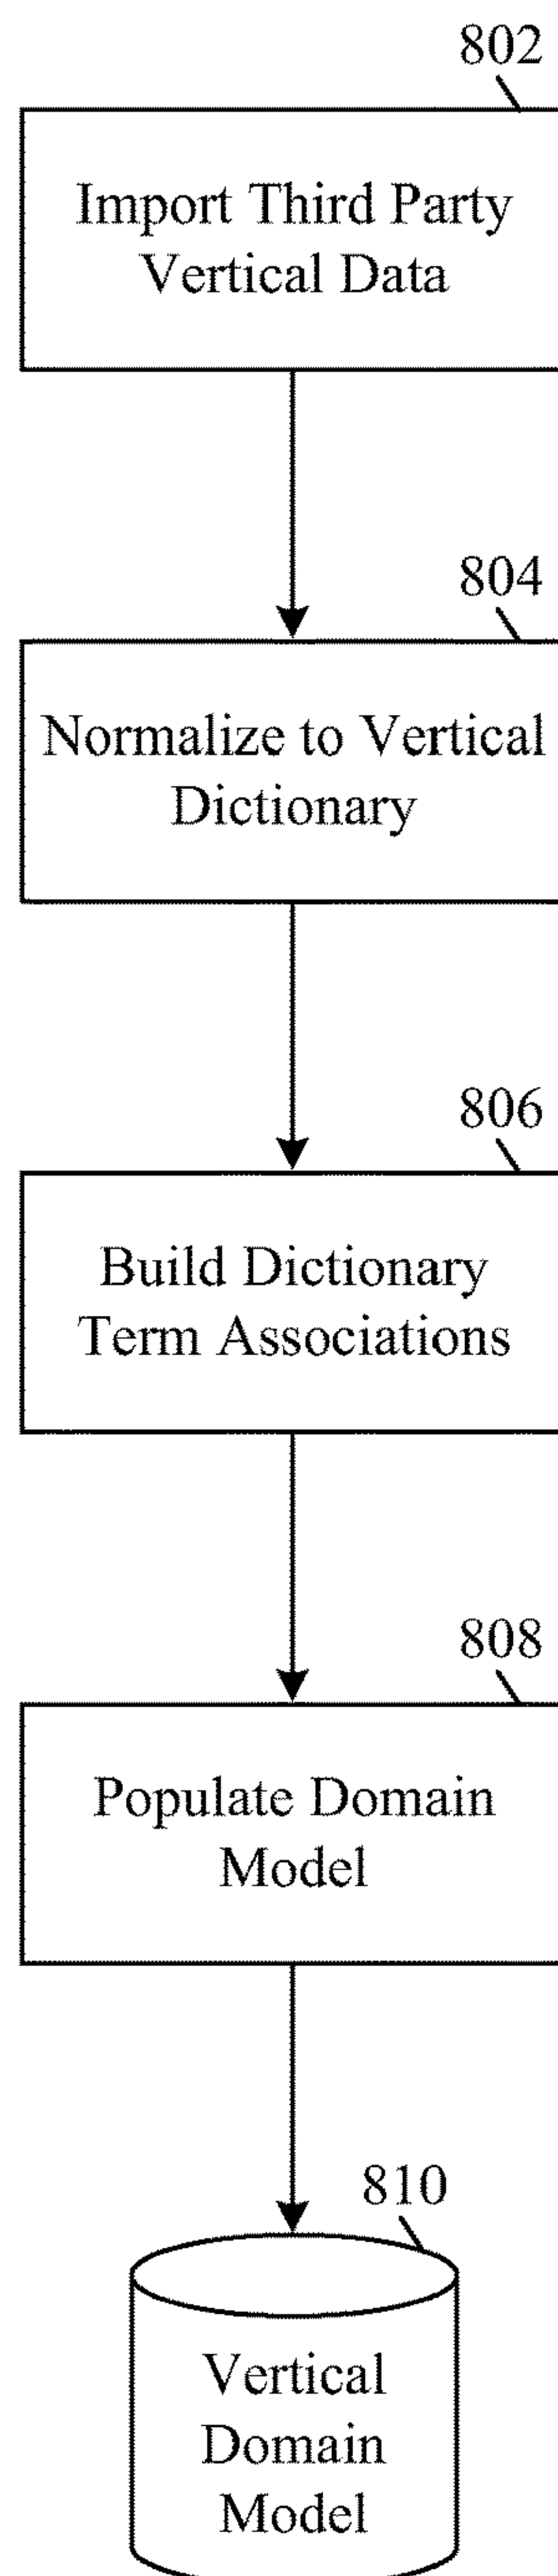 802
Import Third Party
Vertical Data
804
Normalize to Vertical
Dictionary
806
Build Dictionary
Term Associations
808
Populate Domain
Model
810
Vertical
Domain
Model